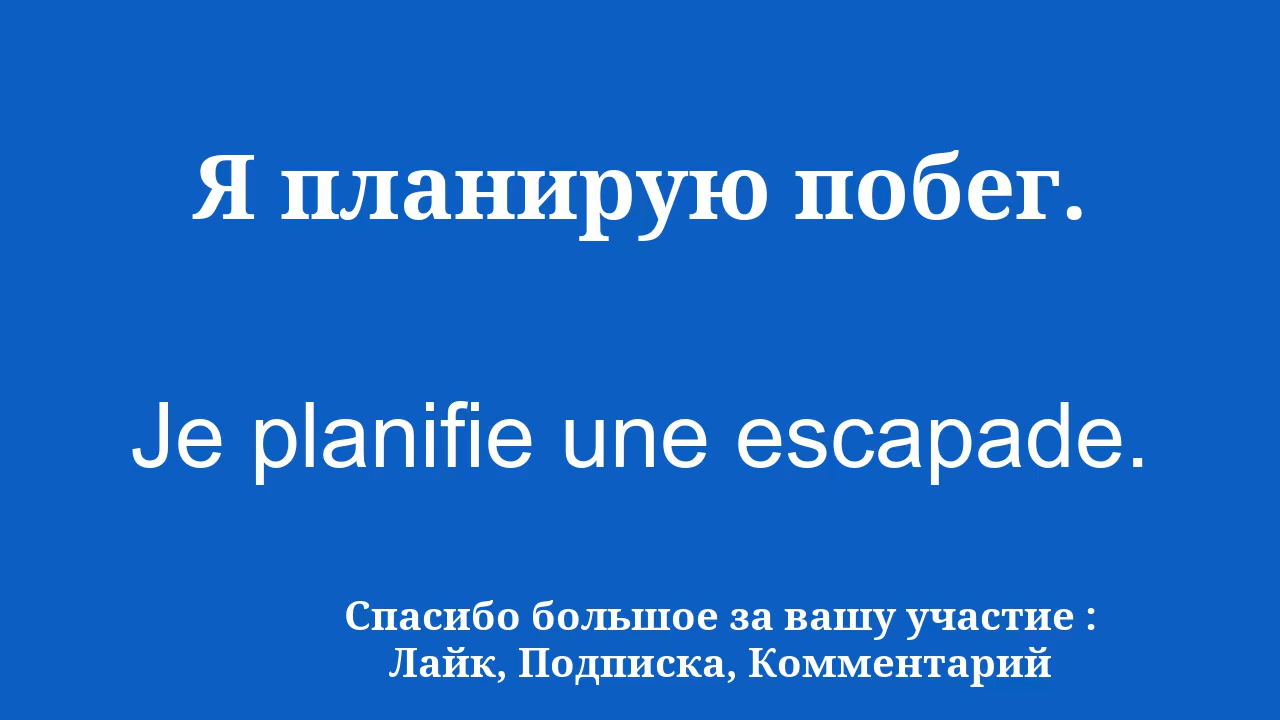 Я планирую побег.
Je planifie une escapade.
Спасибо большое за вашу участие :
Лайк, Подписка, Комментарий